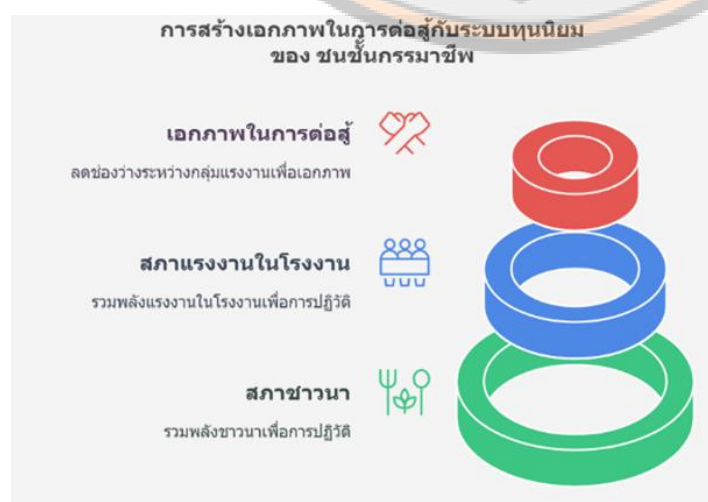 การสร้างเอกภาพในการต่อสู้กับระบบทุนนิยม
ของ ชนชั้นกรรมาชีพ
เอกภาพในการต่อสู้
ลดช่องว่างระหว่างกลุ่มแรงงานเพื่อเอกภาพ
สภาแรงงานในโรงงาน
รวมพลังแรงงานในโรงงานเพื่อการปฏิวัติ
สภาชาวนา
รวมพลังชาวนาเพื่อการปฏิวัติ